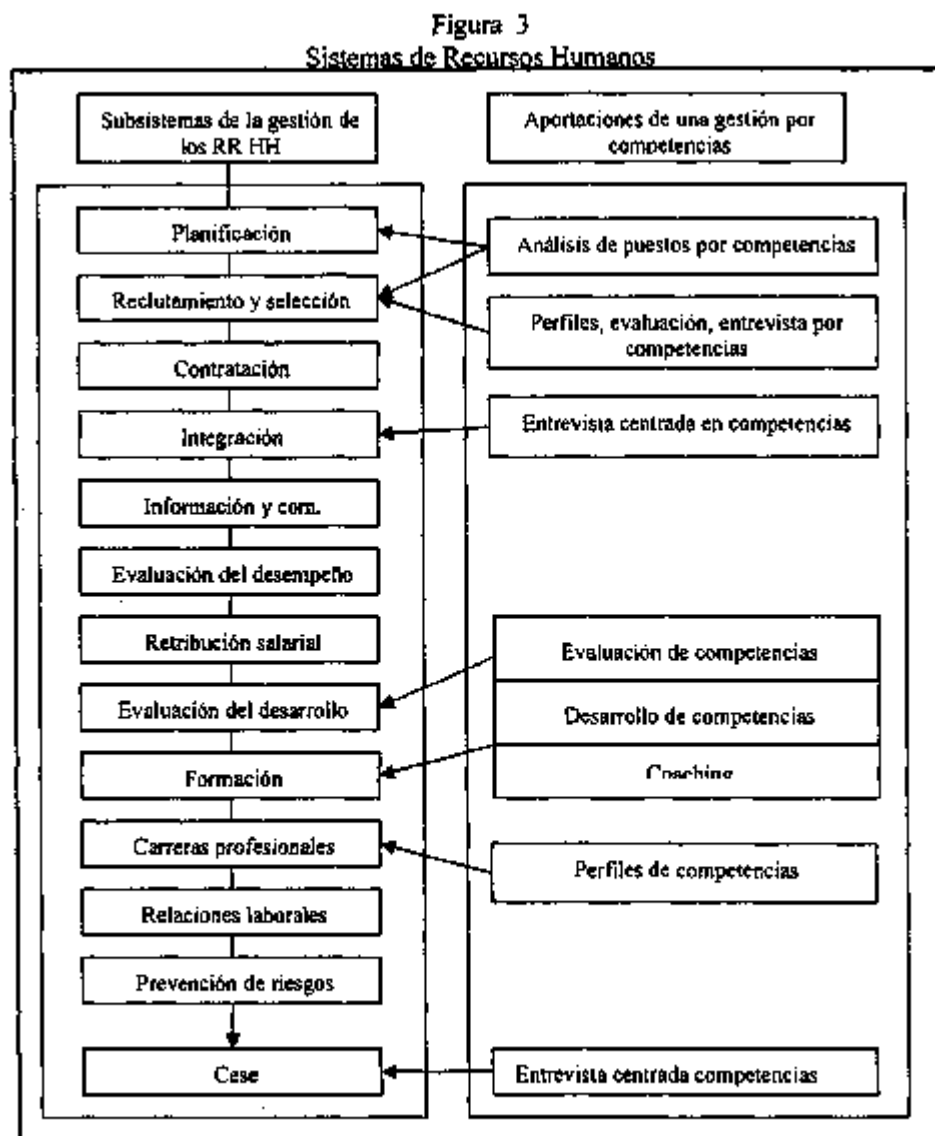 Figura 3
Sistemas de Recursos Humanos
Subsistemas de la gestión de
los RR HH
Aportaciones de una gestión por
competencias
Planificación
Análisis de puestos por competencias
Reclutamiento y selección
Perfiles, evaluación, entrevista por
competencias
Contratación
Integración
Entrevista centrada en competencias
Información y com.
Evaluación del desempeño
Retribución salarial
Evaluación de competencias
Evaluación del desarrollo
Desarrollo de competencias
Formación
Coaching
Carreras profesionales
Perfiles de competencias
Relaciones laborales
Prevención de riesgos
Cese
Entrevista centrada competencias